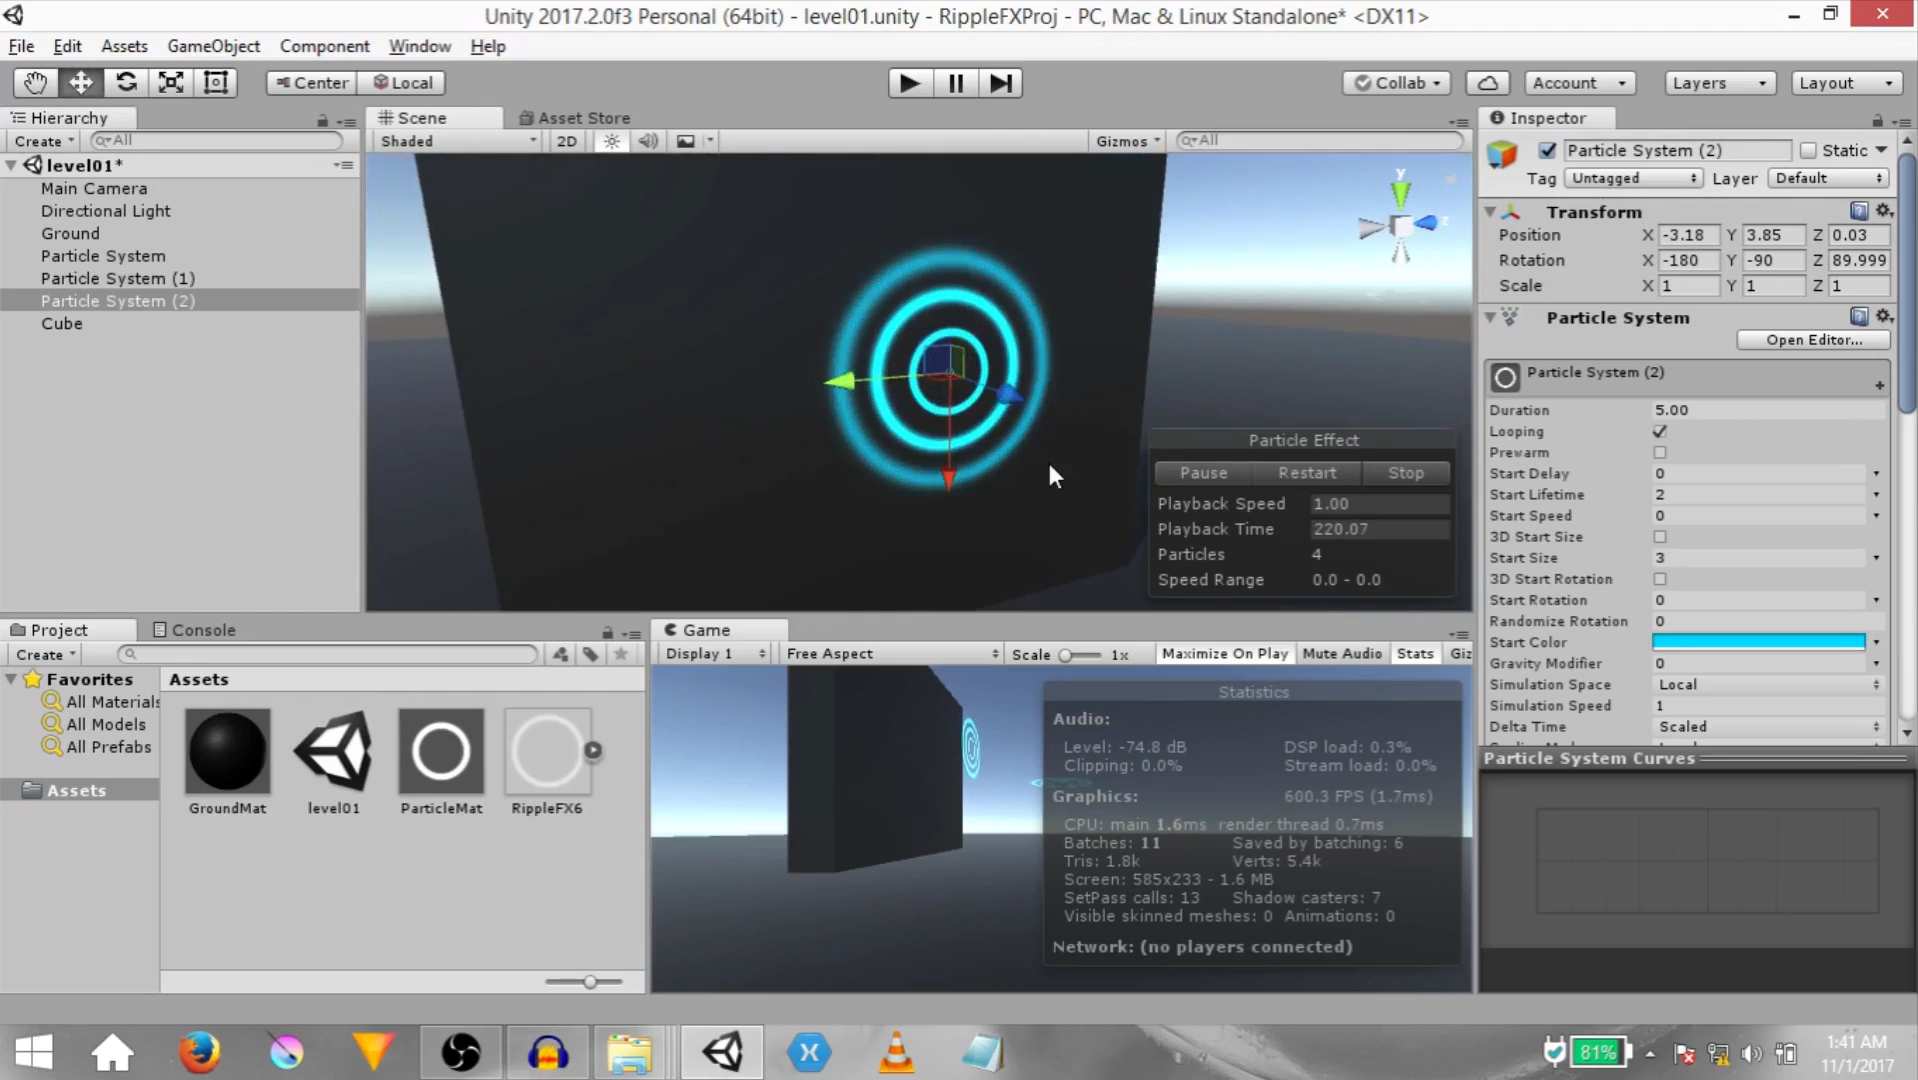 Unity 2017.2.0f3 Personal (64bit) - level01.unity - RippleFXProj - PC, Mac & Linux Standalone* <DX11>
File Edit Assets GameObject Component Window Help
Center Local Collab Account Layers Layout
Hierarchy
Create All
level01*
Main Camera
Directional Light
Ground
Particle System
Particle System (1)
Particle System (2)
Cube
Scene Asset Store
Shaded 2D Gizmos All
y
z
Particle Effect
Pause Restart Stop
Playback Speed 1.00
Playback Time 220.07
Particles 4
Speed Range 0.0 - 0.0
Inspector
Particle System (2) Static
Tag Untagged Layer Default
Transform
Position X -3.18 Y 3.85 Z 0.03
Rotation X -180 Y -90 Z 89.999
Scale X 1 Y 1 Z 1
Particle System
Open Editor...
Particle System (2)
Duration 5.00
Looping
Prewarm
Start Delay 0
Start Lifetime 2
Start Speed 0
3D Start Size
Start Size 3
3D Start Rotation
Start Rotation 0
Randomize Rotation 0
Start Color
Gravity Modifier 0
Simulation Space Local
Simulation Speed 1
Delta Time Scaled
Particle System Curves
Project Console
Create
Favorites
All Materials
All Models
All Prefabs
Assets
Assets
GroundMat level01 ParticleMat RippleFX6
Game
Display 1 Free Aspect Scale 1x Maximize On Play Mute Audio Stats Giz
Statistics
Audio:
Level: -74.8 dB DSP load: 0.3%
Clipping: 0.0% Stream load: 0.0%
Graphics: 600.3 FPS (1.7ms)
CPU: main 1.6ms render thread 0.7ms
Batches: 11 Saved by batching: 6
Tris: 1.8k Verts: 5.4k
Screen: 585x233 - 1.6 MB
SetPass calls: 13 Shadow casters: 7
Visible skinned meshes: 0 Animations: 0
Network: (no players connected)
81%
1:41 AM
11/1/2017